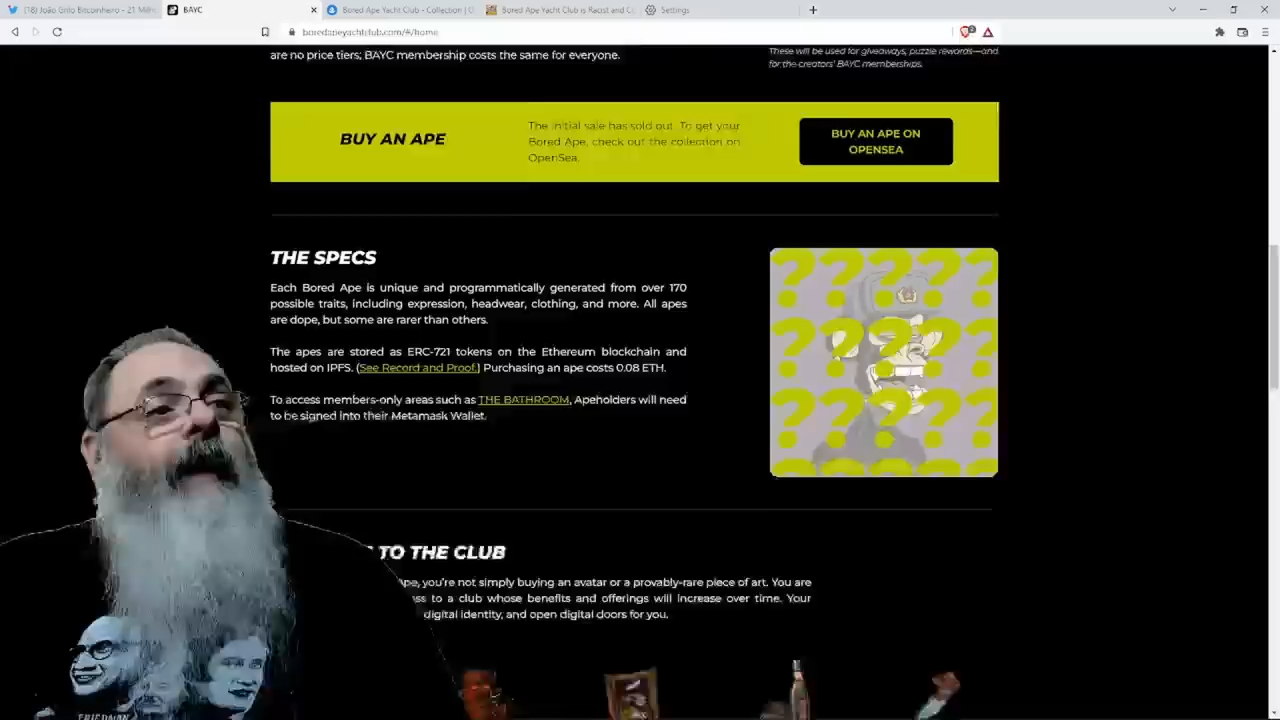 (18) João Grilo Bitcoinheiro - 21 Milh
BAYC
Bored Ape Yacht Club - Collection | O
Bored Ape Yacht Club is Racist and C
Settings
boredapeyachtclub.com/#/home
are no price tiers; BAYC membership costs the same for everyone.
These will be used for giveaways, puzzle rewards—and
for the creators' BAYC memberships.
BUY AN APE
The initial sale has sold out. To get your
Bored Ape, check out the collection on
OpenSea.
BUY AN APE ON
OPENSEA
THE SPECS
Each Bored Ape is unique and programmatically generated from over 170
possible traits, including expression, headwear, clothing, and more. All apes
are dope, but some are rarer than others.
The apes are stored as ERC-721 tokens on the Ethereum blockchain and
hosted on IPFS. (See Record and Proof.) Purchasing an ape costs 0.08 ETH.
To access members-only areas such as THE BATHROOM, Apeholders will need
to be signed into their Metamask Wallet.
? ? ? ? ?
? ? ? ? ?
? ? ? ? ?
TO THE CLUB
Ape, you're not simply buying an avatar or a provably-rare piece of art. You are
ss to a club whose benefits and offerings will increase over time. Your
digital identity, and open digital doors for you.
FRIEDMAN